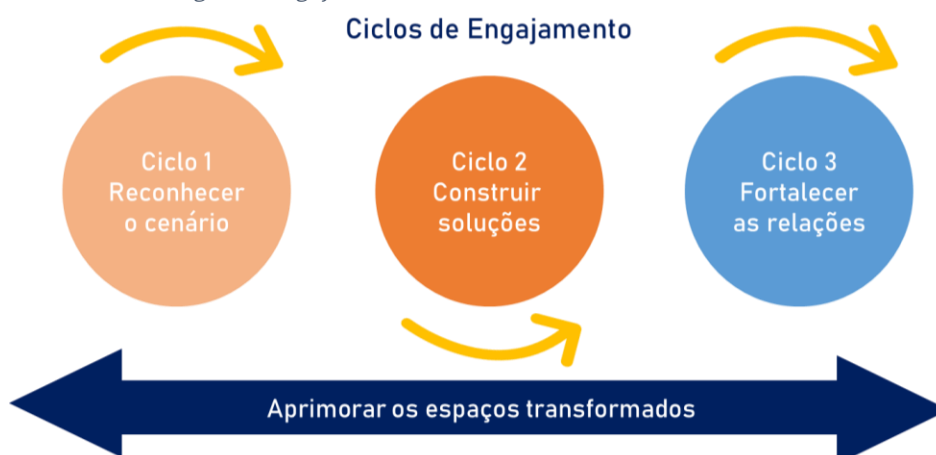 Ciclos de Engajamento
Ciclo 1
Reconhecer
o cenário
Ciclo 2
Construir
soluções
Ciclo 3
Fortalecer
as relações
Aprimorar os espaços transformados